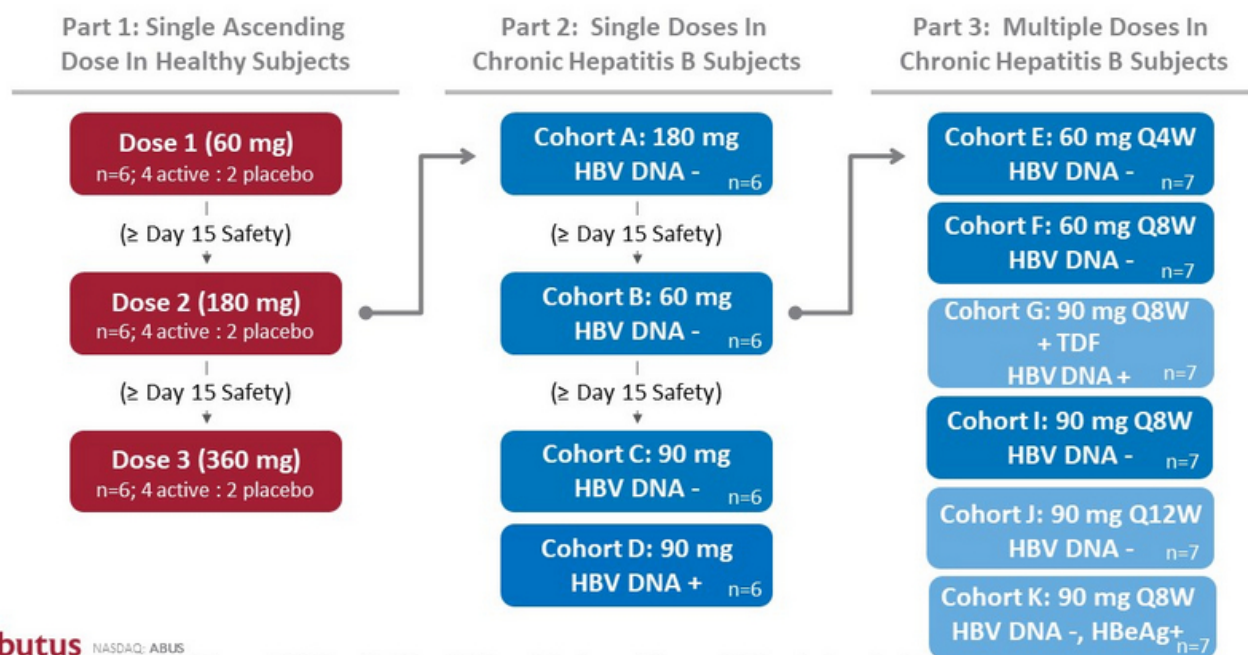 Part 1: Single Ascending
Dose In Healthy Subjects
Dose 1 (60 mg)
n=6; 4 active : 2 placebo
(≥ Day 15 Safety)
Dose 2 (180 mg)
n=6; 4 active : 2 placebo
(≥ Day 15 Safety)
Dose 3 (360 mg)
n=6; 4 active : 2 placebo
Part 2: Single Doses In
Chronic Hepatitis B Subjects
Cohort A: 180 mg
HBV DNA - n=6
(≥ Day 15 Safety)
Cohort B: 60 mg
HBV DNA - n=6
(≥ Day 15 Safety)
Cohort C: 90 mg
HBV DNA - n=6
Cohort D: 90 mg
HBV DNA + n=6
Part 3: Multiple Doses In
Chronic Hepatitis B Subjects
Cohort E: 60 mg Q4W
HBV DNA - n=7
Cohort F: 60 mg Q8W
HBV DNA - n=7
Cohort G: 90 mg Q8W
+ TDF
HBV DNA + n=7
Cohort I: 90 mg Q8W
HBV DNA - n=7
Cohort J: 90 mg Q12W
HBV DNA - n=7
Cohort K: 90 mg Q8W
HBV DNA -, HBeAg+ n=7
butus NASDAQ: ABUS